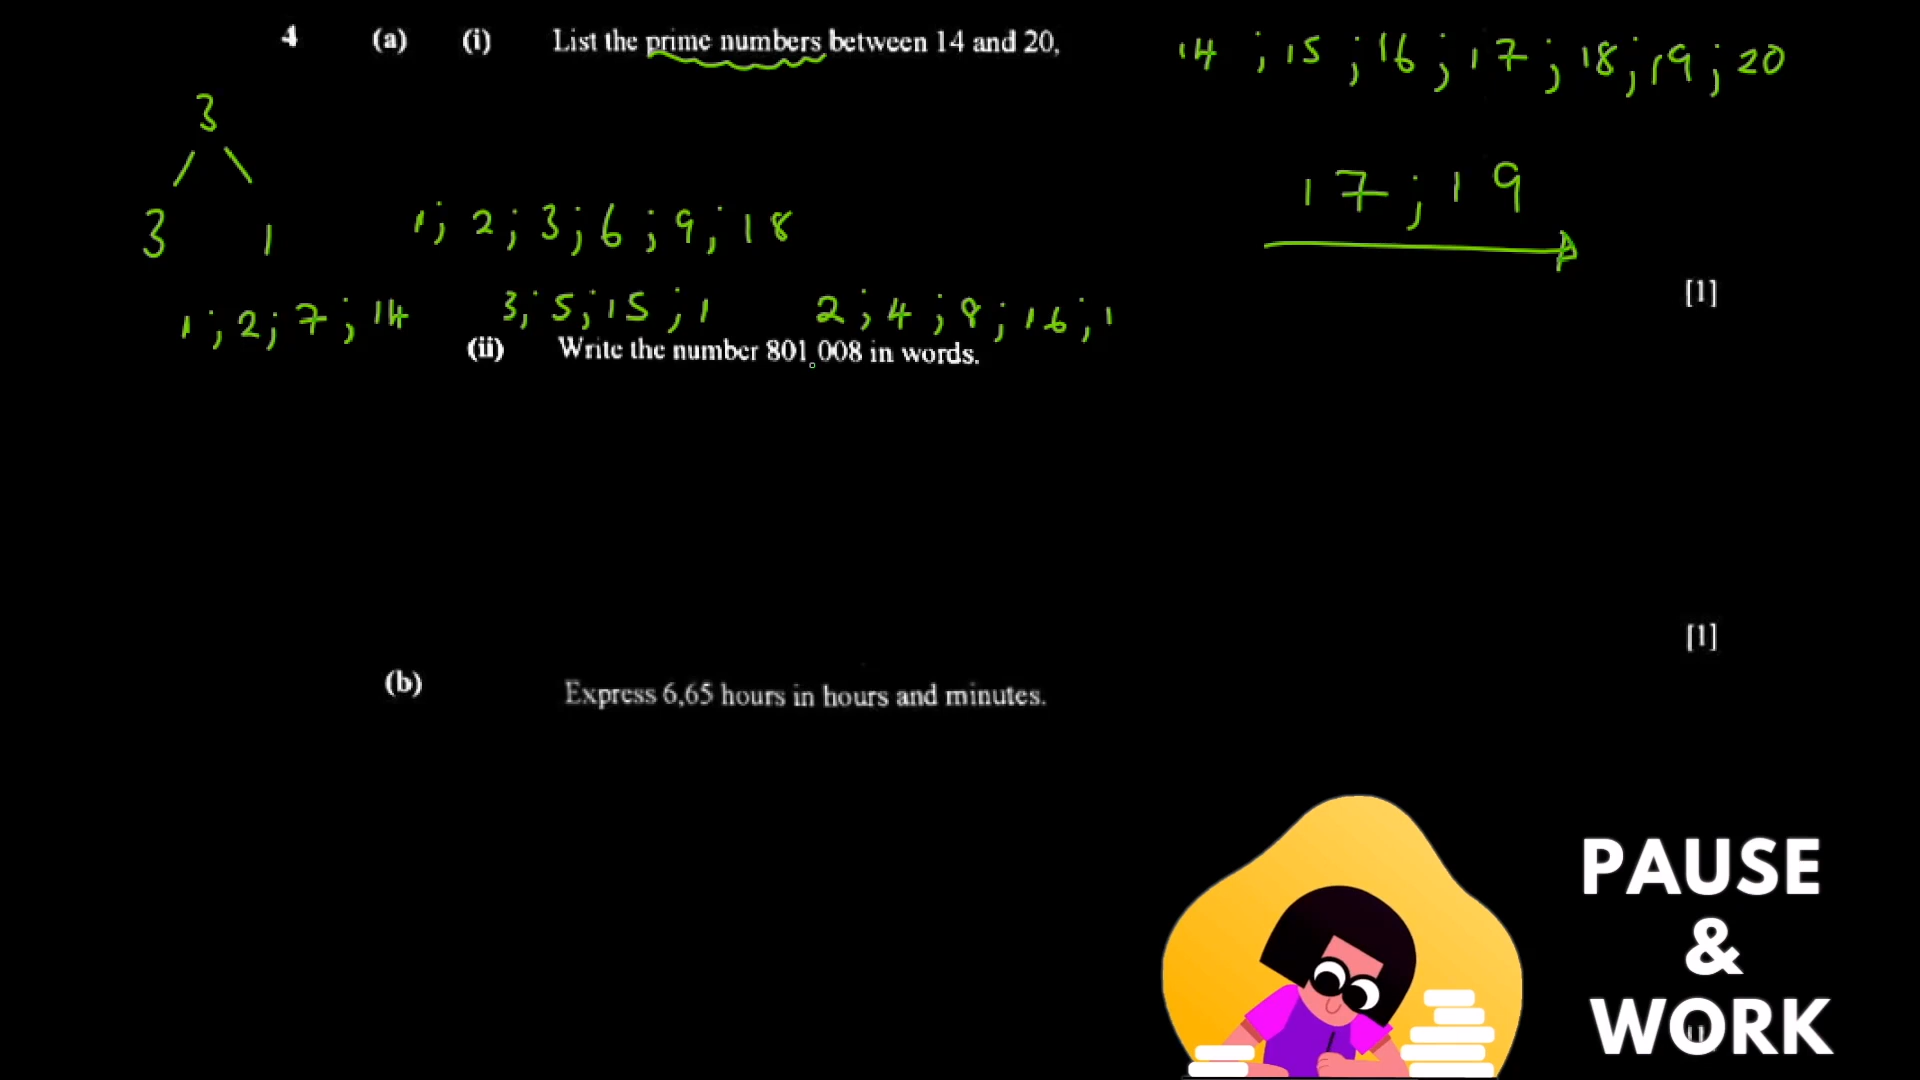 4 (a) (i) List the prime numbers between 14 and 20,
14 ; 15 ; 16 ; 17 ; 18 ; 19 ; 20
3
3 1
1; 2; 3; 6; 9; 18
17; 19
[1]
1; 2; 7; 14
3; 5; 15; 1
2; 4; 8; 16; 1
(ii) Write the number 801 008 in words.
[1]
(b) Express 6,65 hours in hours and minutes.
PAUSE
&
WORK